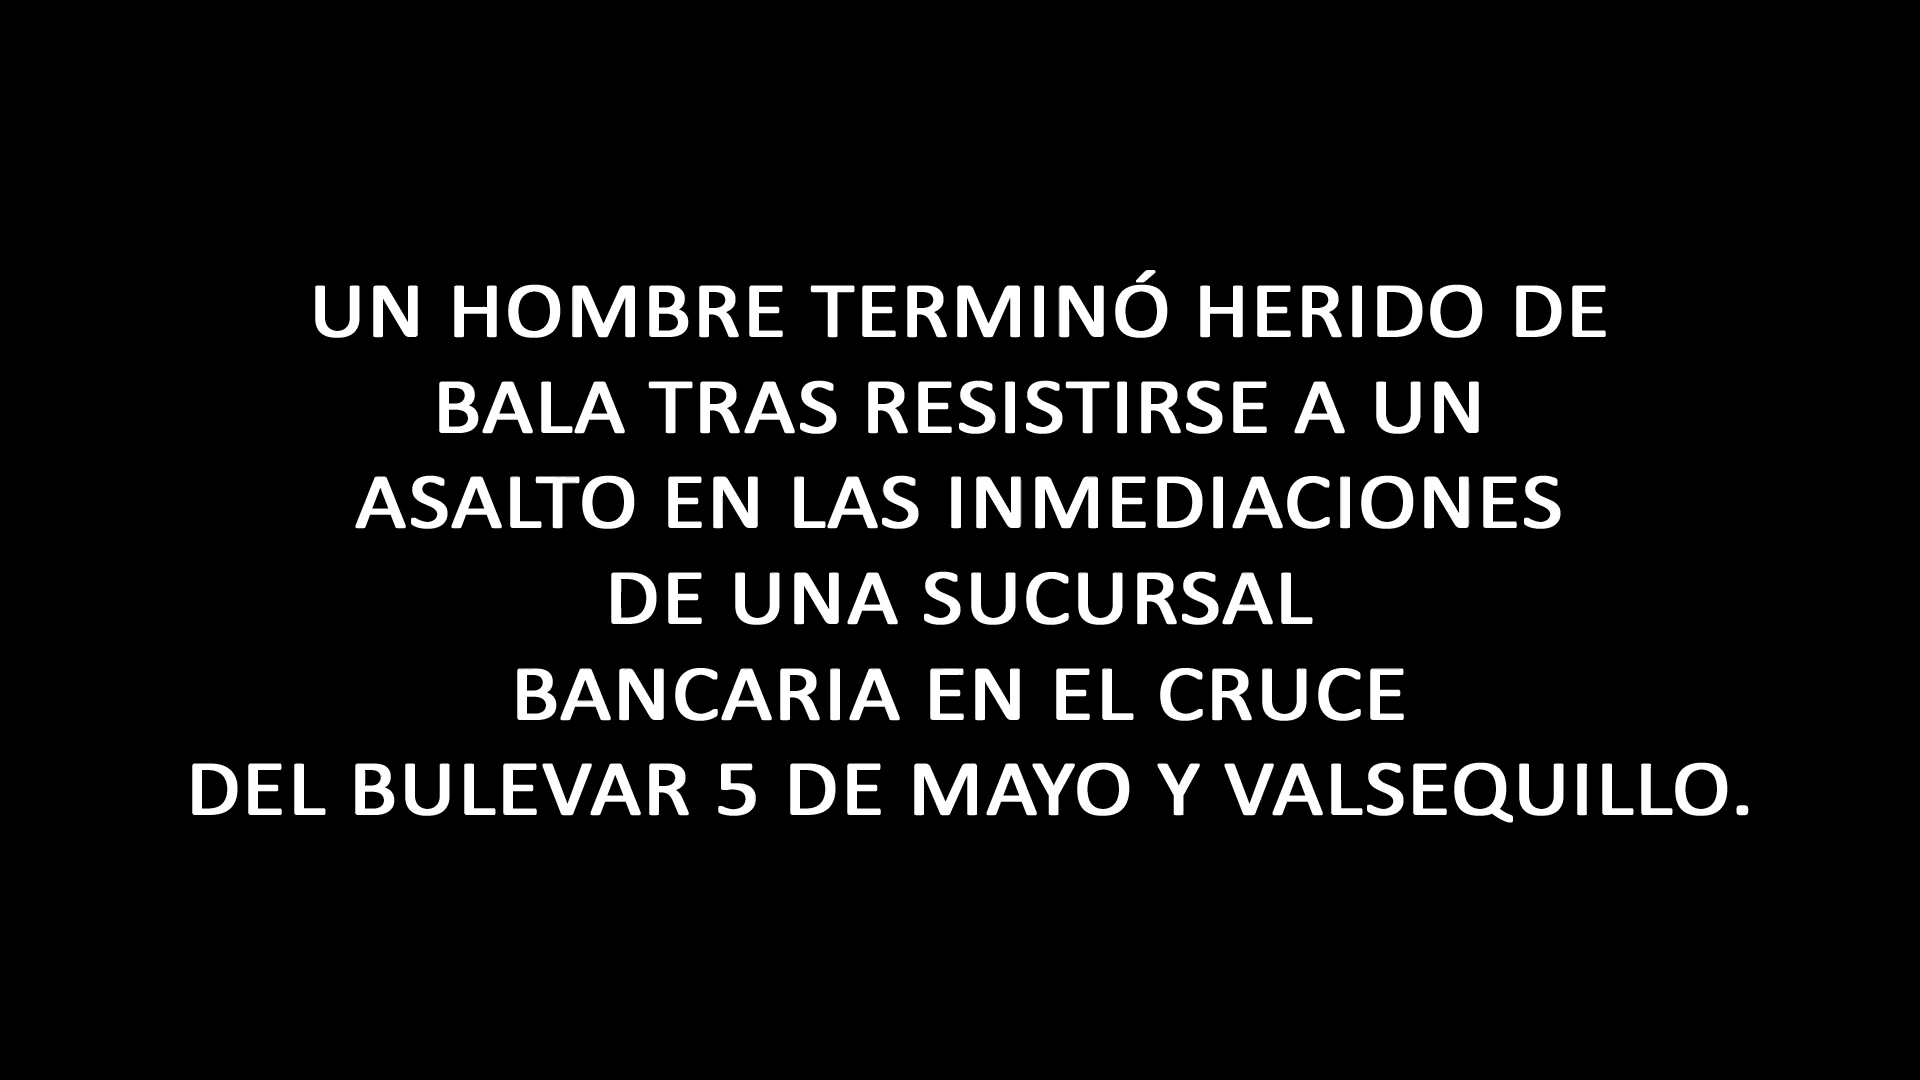 UN HOMBRE TERMINÓ HERIDO DE
BALA TRAS RESISTIRSE A UN
ASALTO EN LAS INMEDIACIONES
DE UNA SUCURSAL
BANCARIA EN EL CRUCE
DEL BULEVAR 5 DE MAYO Y VALSEQUILLO.